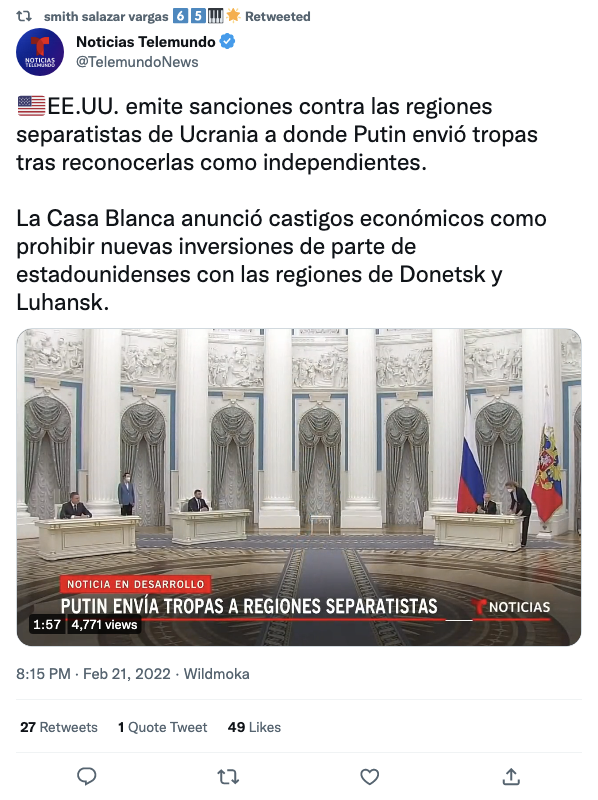 smith salazar vargas 6️⃣5️⃣🎹🌟 Retweeted
Noticias Telemundo
@TelemundoNews
NOTICIAS
TELEMUNDO
🇺🇸EE.UU. emite sanciones contra las regiones
separatistas de Ucrania a donde Putin envió tropas
tras reconocerlas como independientes.
La Casa Blanca anunció castigos económicos como
prohibir nuevas inversiones de parte de
estadounidenses con las regiones de Donetsk y
Luhansk.
NOTICIA EN DESARROLLO
PUTIN ENVÍA TROPAS A REGIONES SEPARATISTAS
NOTICIAS
1:57 4,771 views
8:15 PM · Feb 21, 2022 · Wildmoka
27 Retweets 1 Quote Tweet 49 Likes